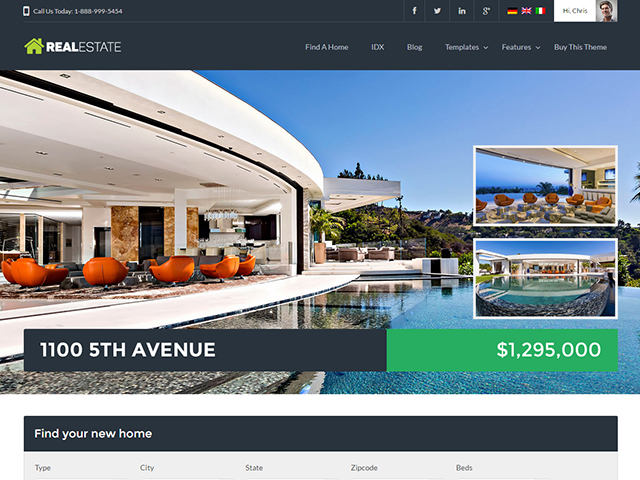 Call Us Today: 1-888-999-5454
Hi, Chris
REALESTATE
Find A Home IDX Blog Templates Features Buy This Theme
1100 5TH AVENUE $1,295,000
Find your new home
Type City State Zipcode Beds